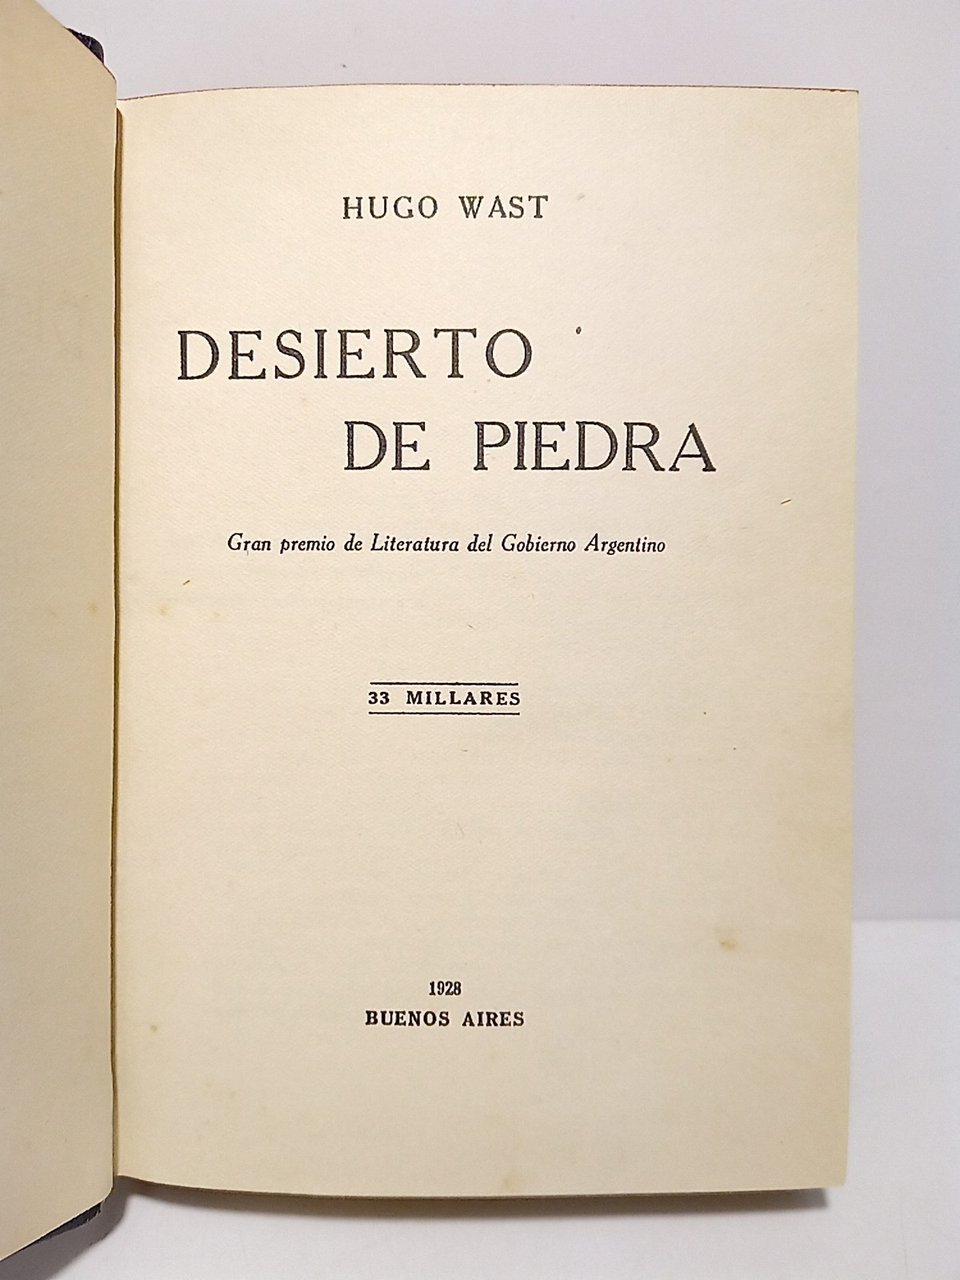 HUGO WAST
DESIERTO
DE PIEDRA
Gran premio de Literatura del Gobierno Argentino
33 MILLARES
1928
BUENOS AIRES